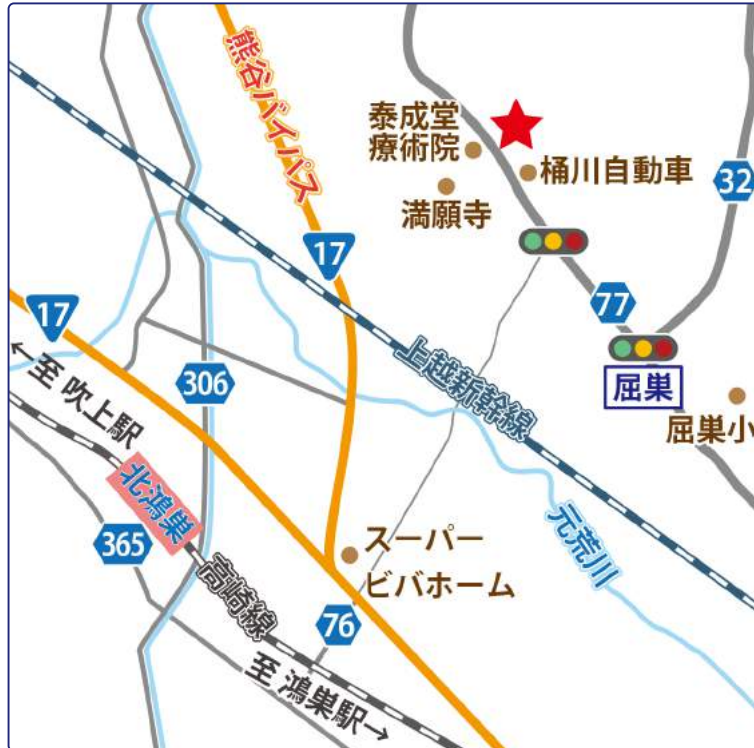 熊谷バイパス
泰成堂
療術院
桶川自動車
満願寺
32
17
77
17
上越新幹線
306
屈巣
屈巣小
←至 吹上駅
北鴻巣
365
スーパー
ビバホーム
元荒川
高崎線
76
至 鴻巣駅→